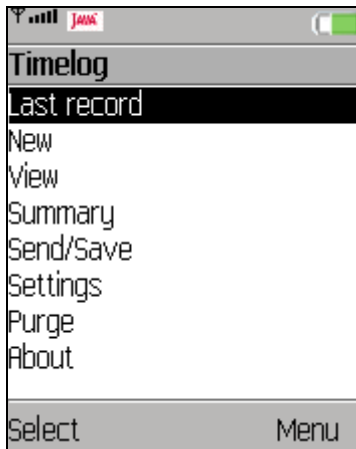 JAVA
Timelog
Last record
New
View
Summary
Send/Save
Settings
Purge
About
Select Menu